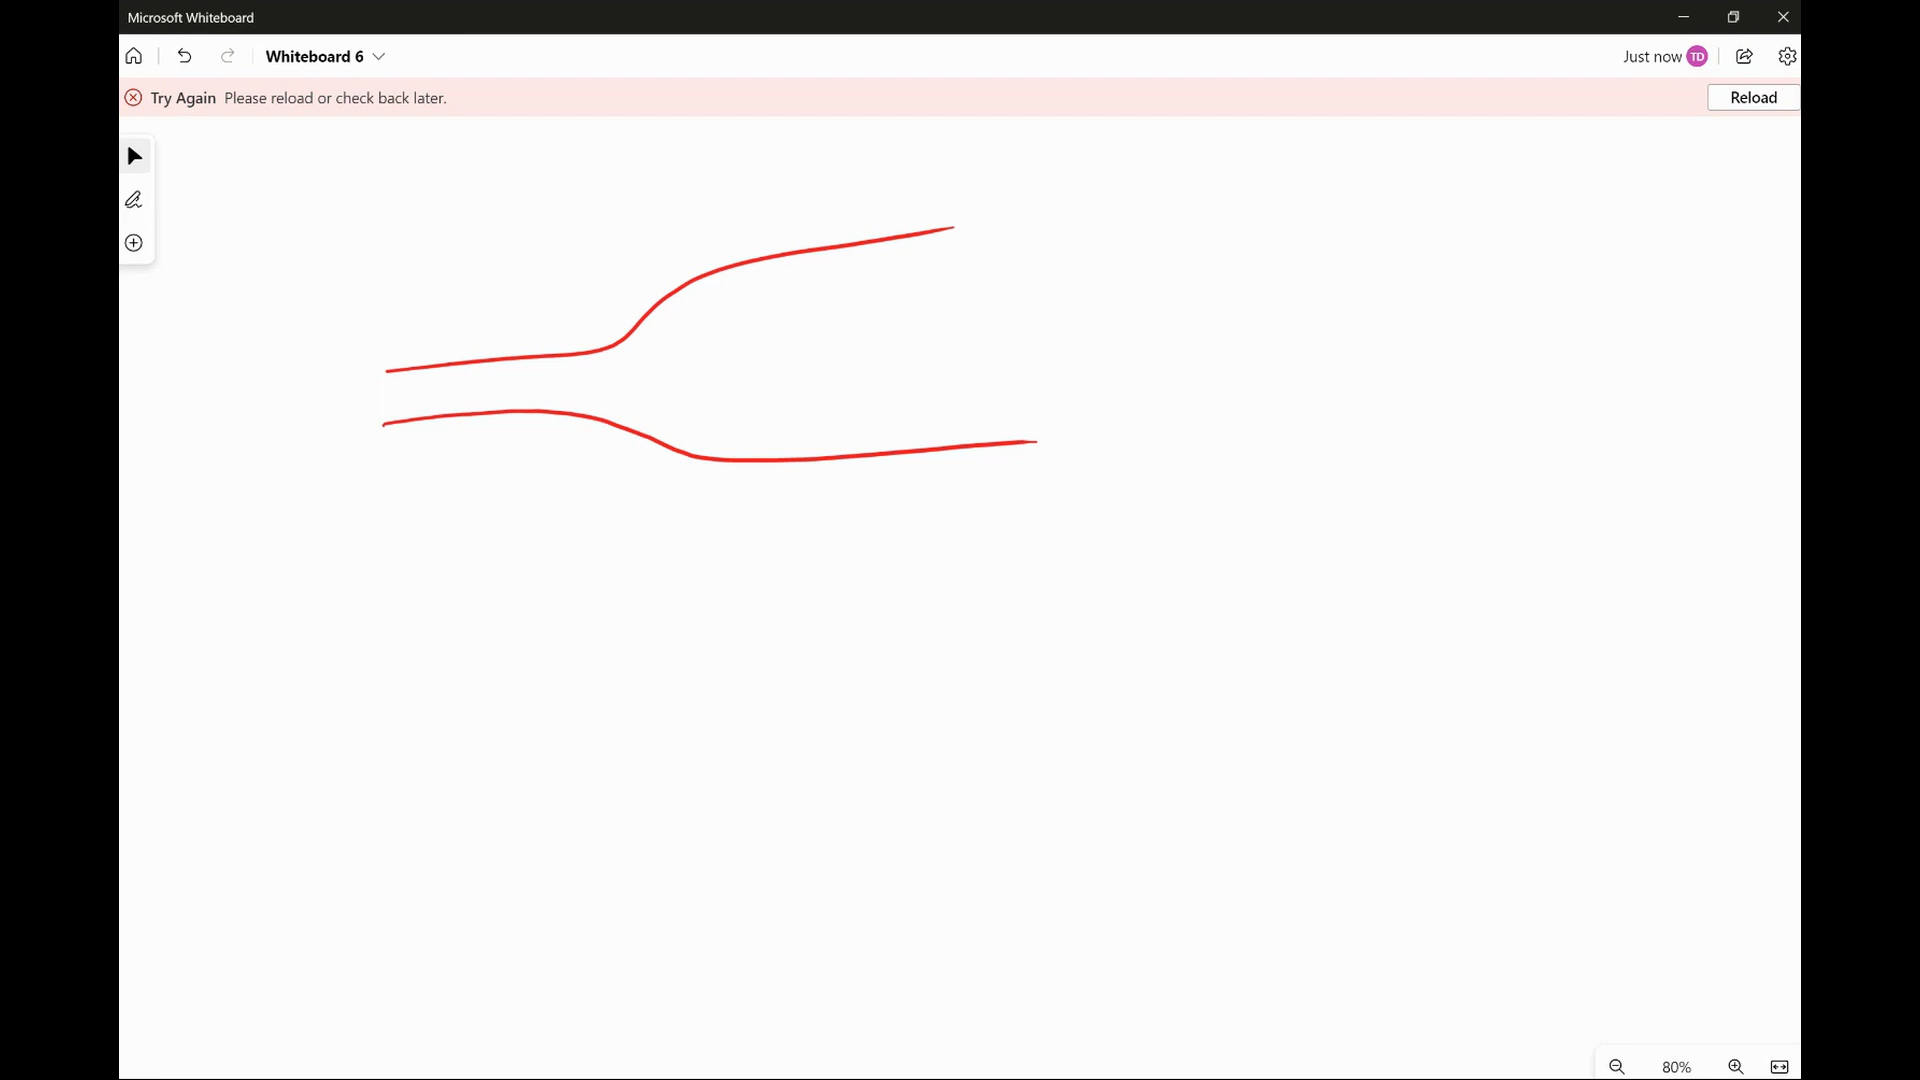 Microsoft Whiteboard
Whiteboard 6
Just now TD
Try Again Please reload or check back later.
Reload
80%